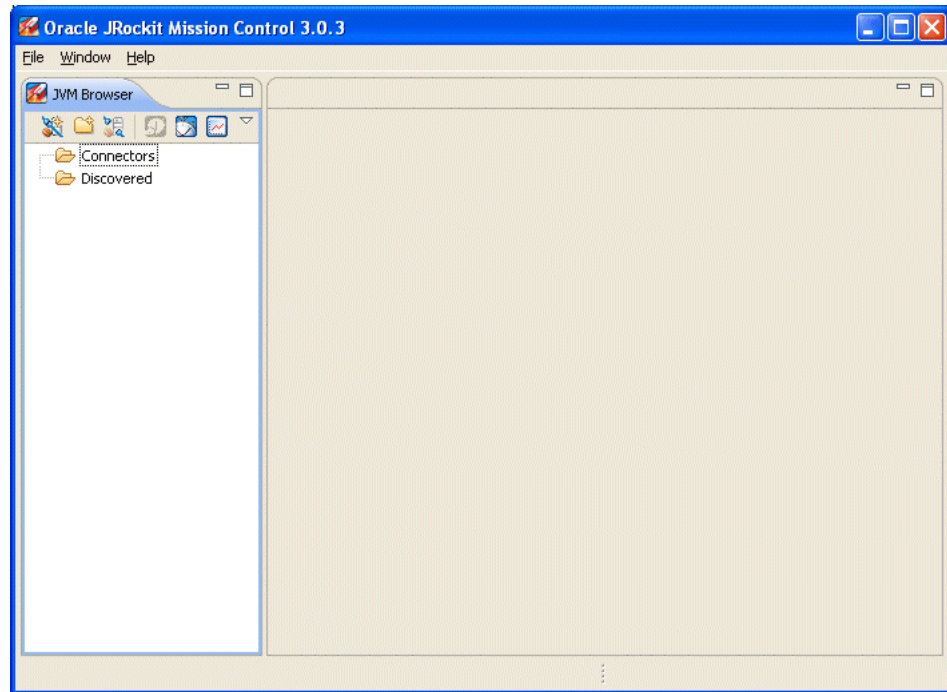 Oracle JRockit Mission Control 3.0.3
File Window Help
JVM Browser
Connectors
Discovered